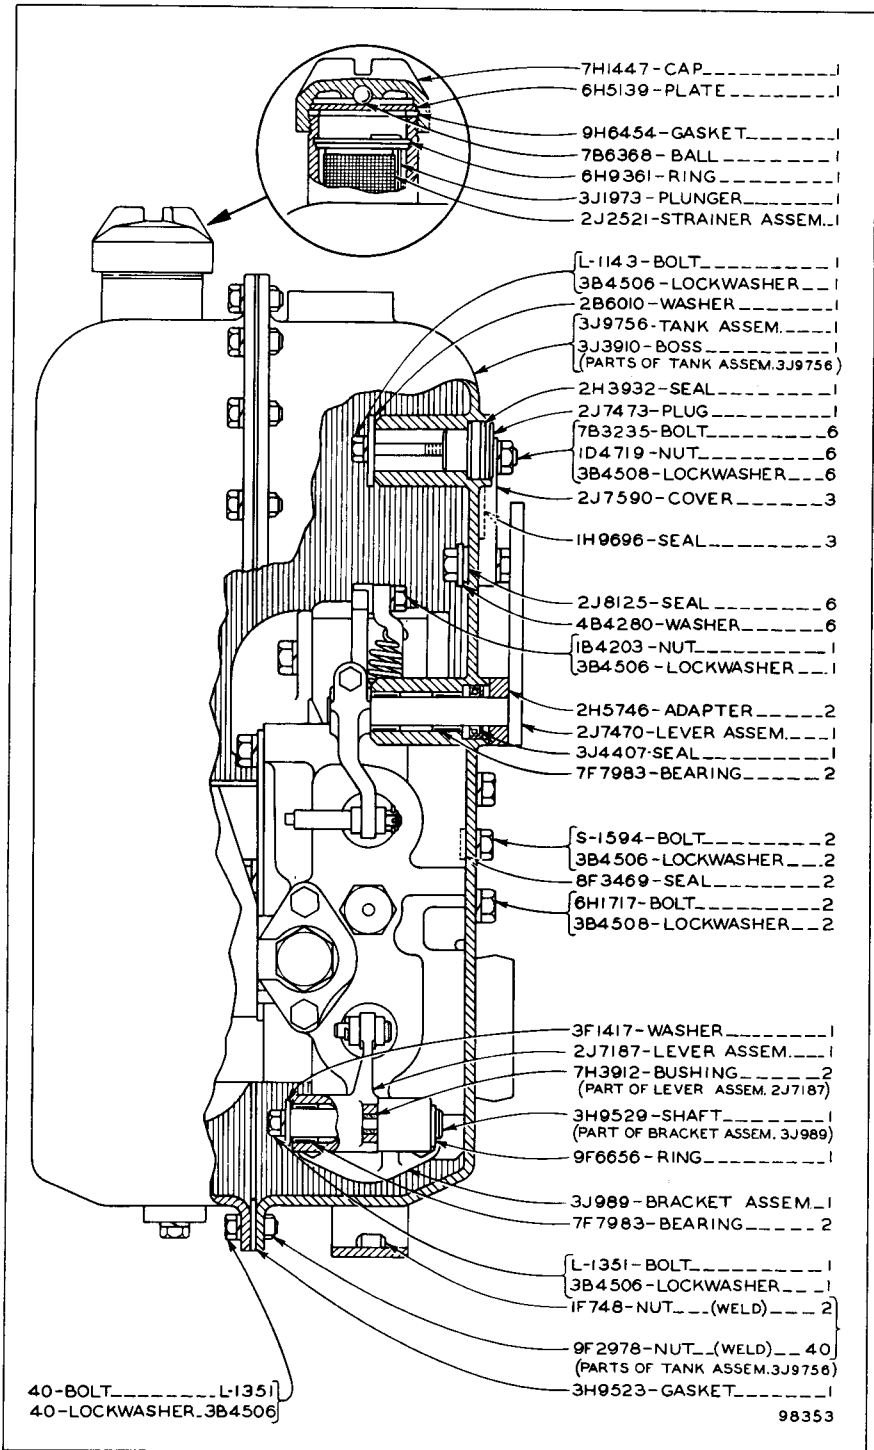 7H1447-CAP 1
6H5139-PLATE 1
9H6454-GASKET 1
7B6368-BALL 1
6H9361-RING 1
3J1973-PLUNGER 1
2J2521-STRAINER ASSEM. 1
L-1143-BOLT 1
3B4506-LOCKWASHER 1
2B6010-WASHER 1
3J9756-TANK ASSEM. 1
3J3910-BOSS 1
(PARTS OF TANK ASSEM. 3J9756)
2H3932-SEAL 1
2J7473-PLUG 1
7B3235-BOLT 6
1D4719-NUT 6
3B4508-LOCKWASHER 6
2J7590-COVER 3
1H9696-SEAL 3
2J8125-SEAL 6
4B4280-WASHER 6
1B4203-NUT 1
3B4506-LOCKWASHER 1
2H5746-ADAPTER 2
2J7470-LEVER ASSEM. 1
3J4407-SEAL 1
7F7983-BEARING 2
S-1594-BOLT 2
3B4506-LOCKWASHER 2
8F3469-SEAL 2
6H1717-BOLT 2
3B4508-LOCKWASHER 2
3F1417-WASHER 1
2J7187-LEVER ASSEM. 1
7H3912-BUSHING 2
(PART OF LEVER ASSEM. 2J7187)
3H9529-SHAFT 1
(PART OF BRACKET ASSEM. 3J989)
9F6656-RING 1
3J989-BRACKET ASSEM. 1
7F7983-BEARING 2
L-1351-BOLT 1
3B4506-LOCKWASHER 1
1F748-NUT (WELD) 2
9F2978-NUT (WELD) 40
(PARTS OF TANK ASSEM. 3J9756)
3H9523-GASKET 1
40-BOLT L-1351
40-LOCKWASHER 3B4506
98353